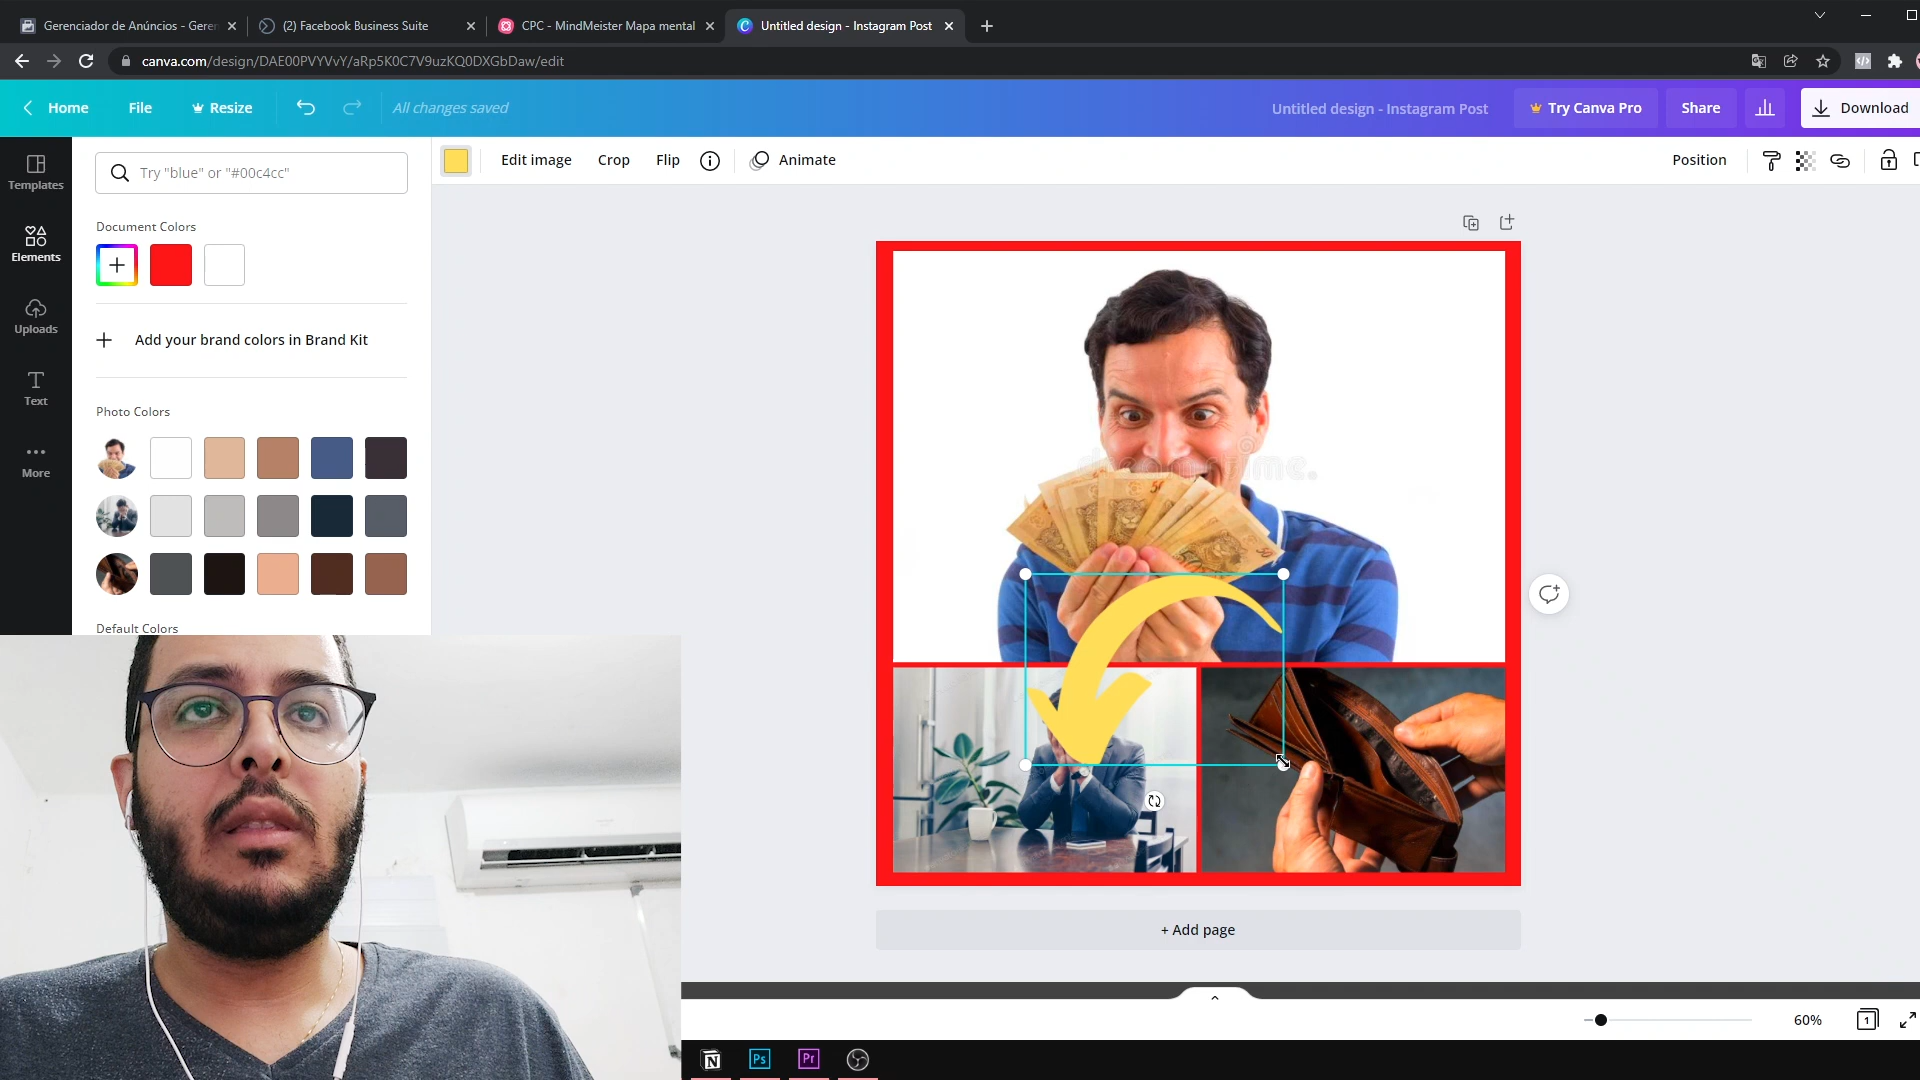 Gerenciador de Anúncios - Geren
(2) Facebook Business Suite
CPC - MindMeister Mapa mental
Untitled design - Instagram Post
canva.com/design/DAE00PVYVvY/aRp5K0C7V9uzKQ0DXGbDaw/edit
Home
File
Resize
All changes saved
Untitled design - Instagram Post
Try Canva Pro
Share
Download
Templates
Elements
Uploads
Text
More
Try "blue" or "#00c4cc"
Edit image
Crop
Flip
Animate
Position
Document Colors
Add your brand colors in Brand Kit
Photo Colors
Default Colors
+ Add page
60%
1
Ps
Pr